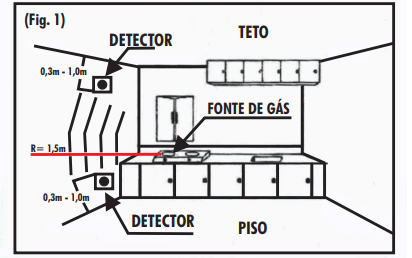 (Fig. 1)
TETO
DETECTOR
0,3m - 1,0m
FONTE DE GÁS
R= 1,5m
0,3m - 1,0m
DETECTOR
PISO